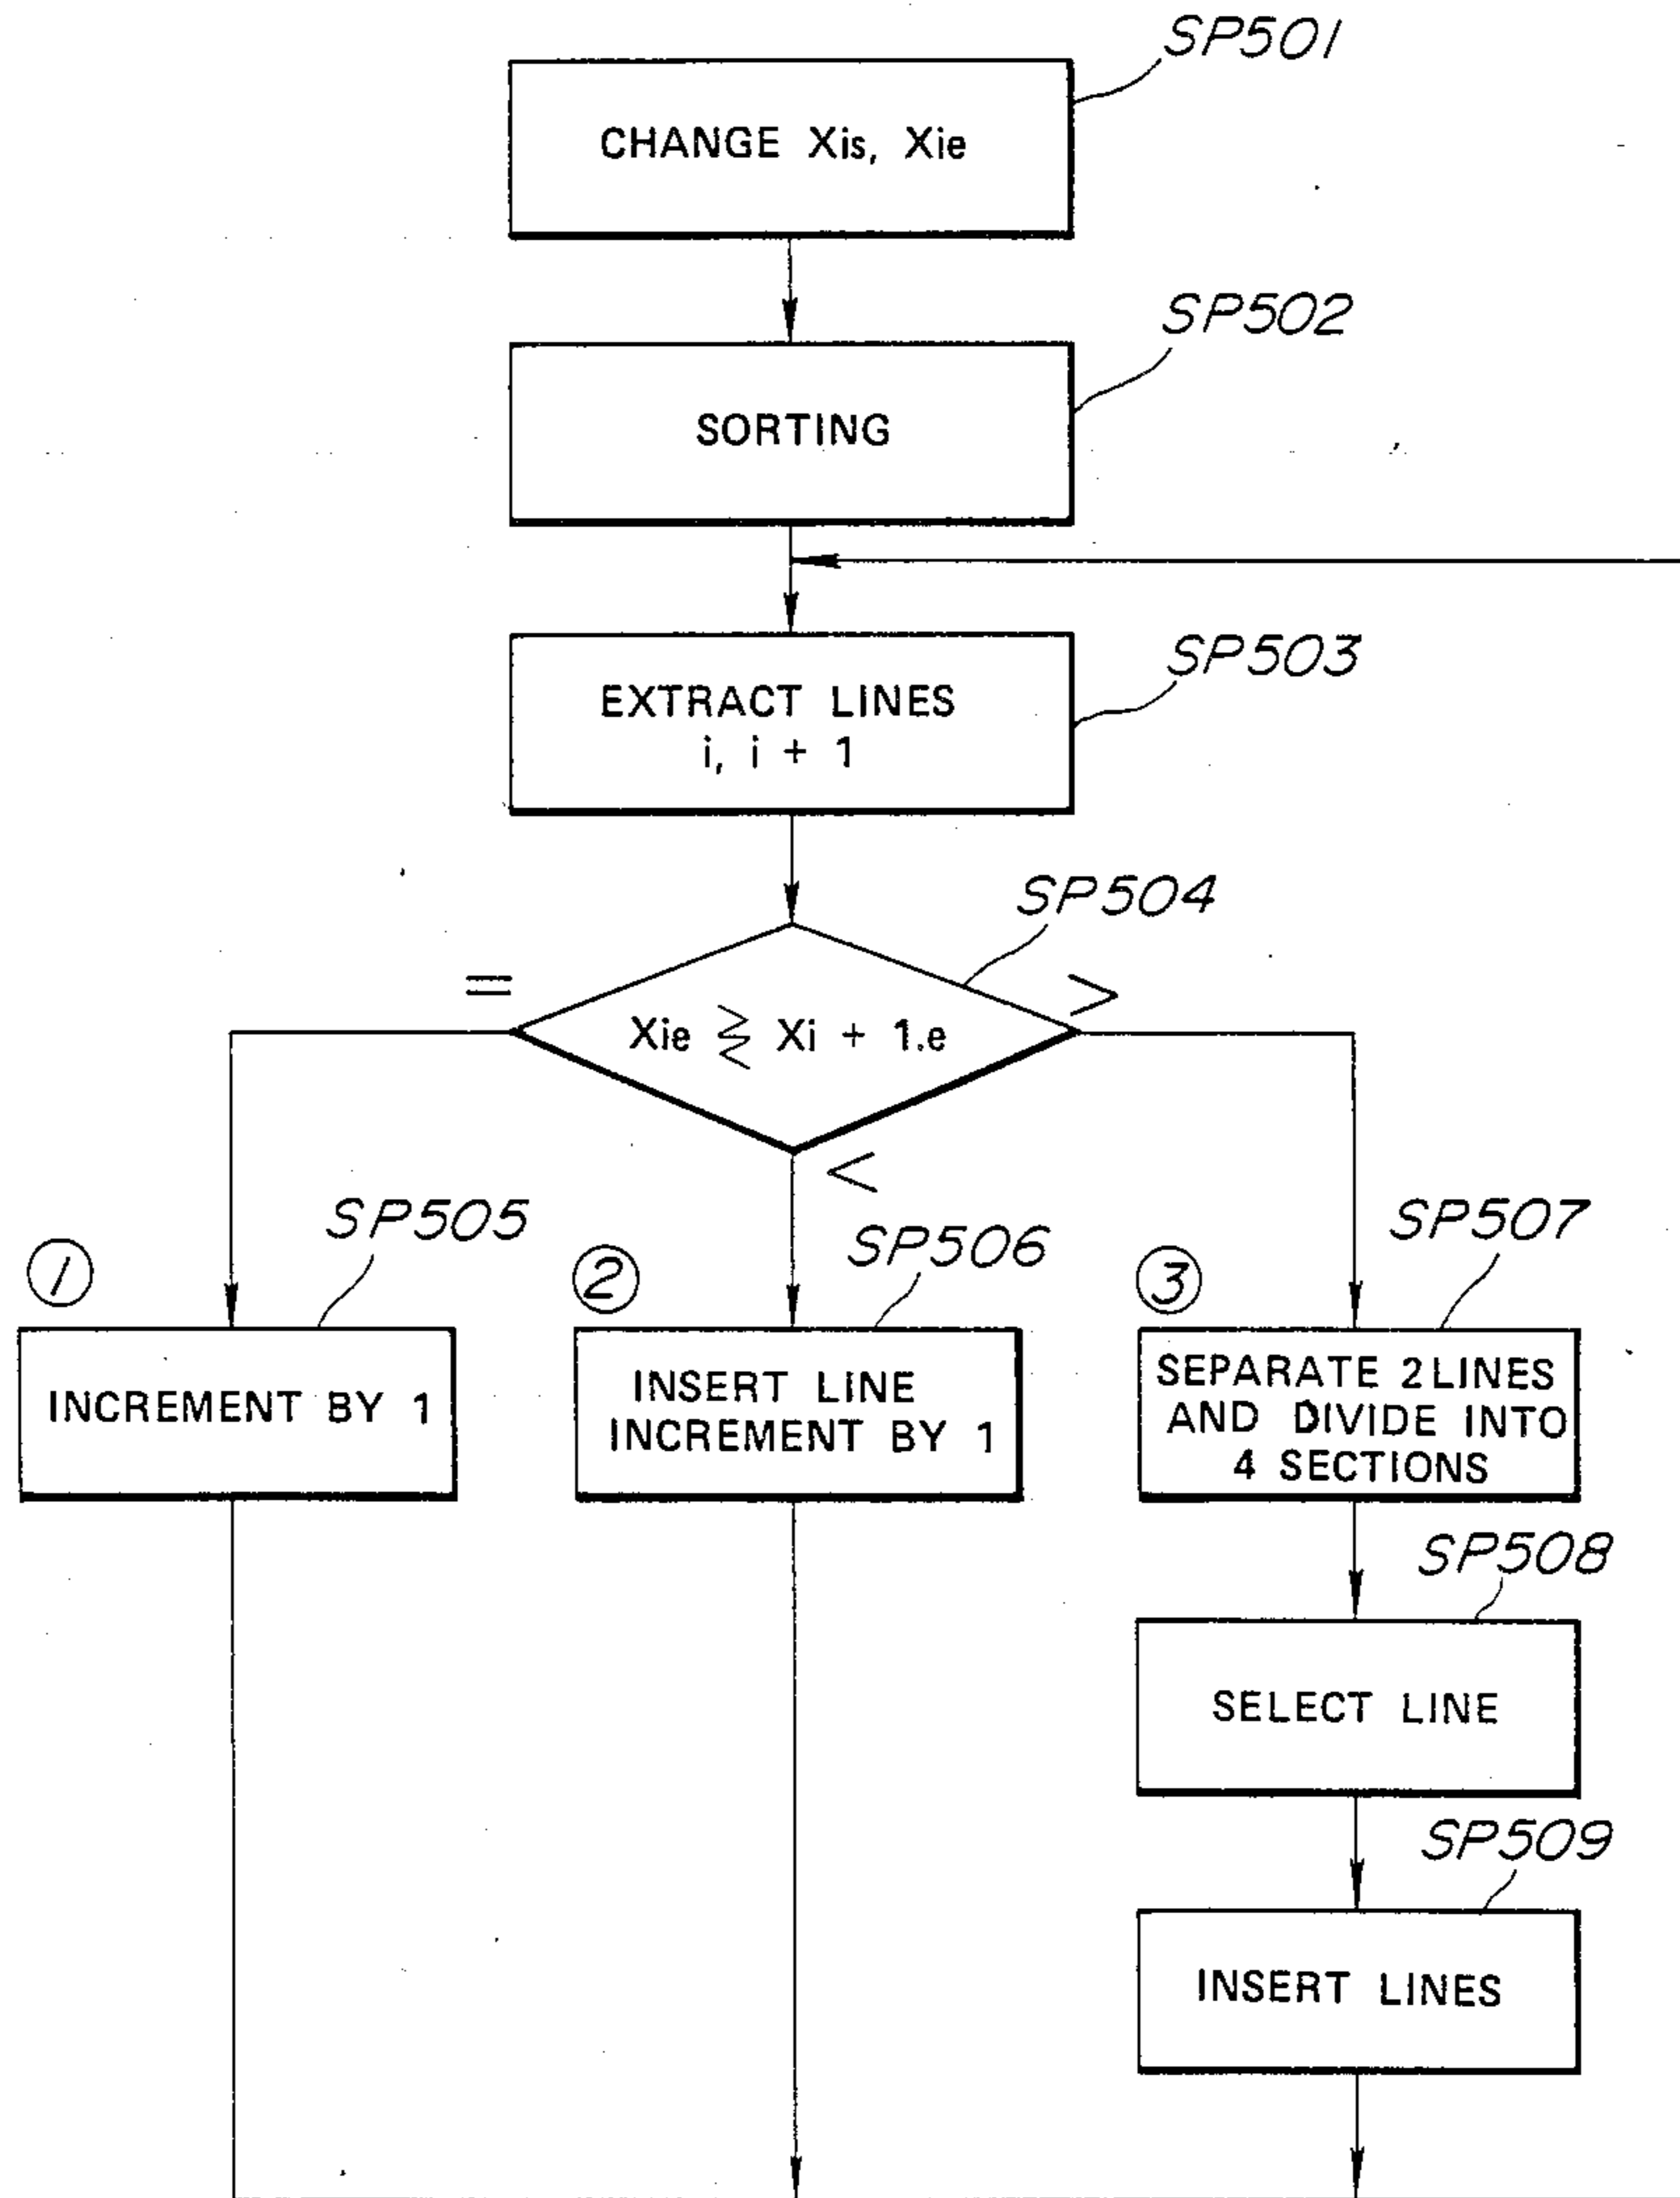 SP501
CHANGE Xis, Xie
SP502
SORTING
SP503
EXTRACT LINES
i, i + 1
SP504
=
>
Xie ⪌ Xi + 1.e
<
SP505
SP506
SP507
①
②
③
INCREMENT BY 1
INSERT LINE
INCREMENT BY 1
SEPARATE 2 LINES
AND DIVIDE INTO
4 SECTIONS
SP508
SELECT LINE
SP509
INSERT LINES